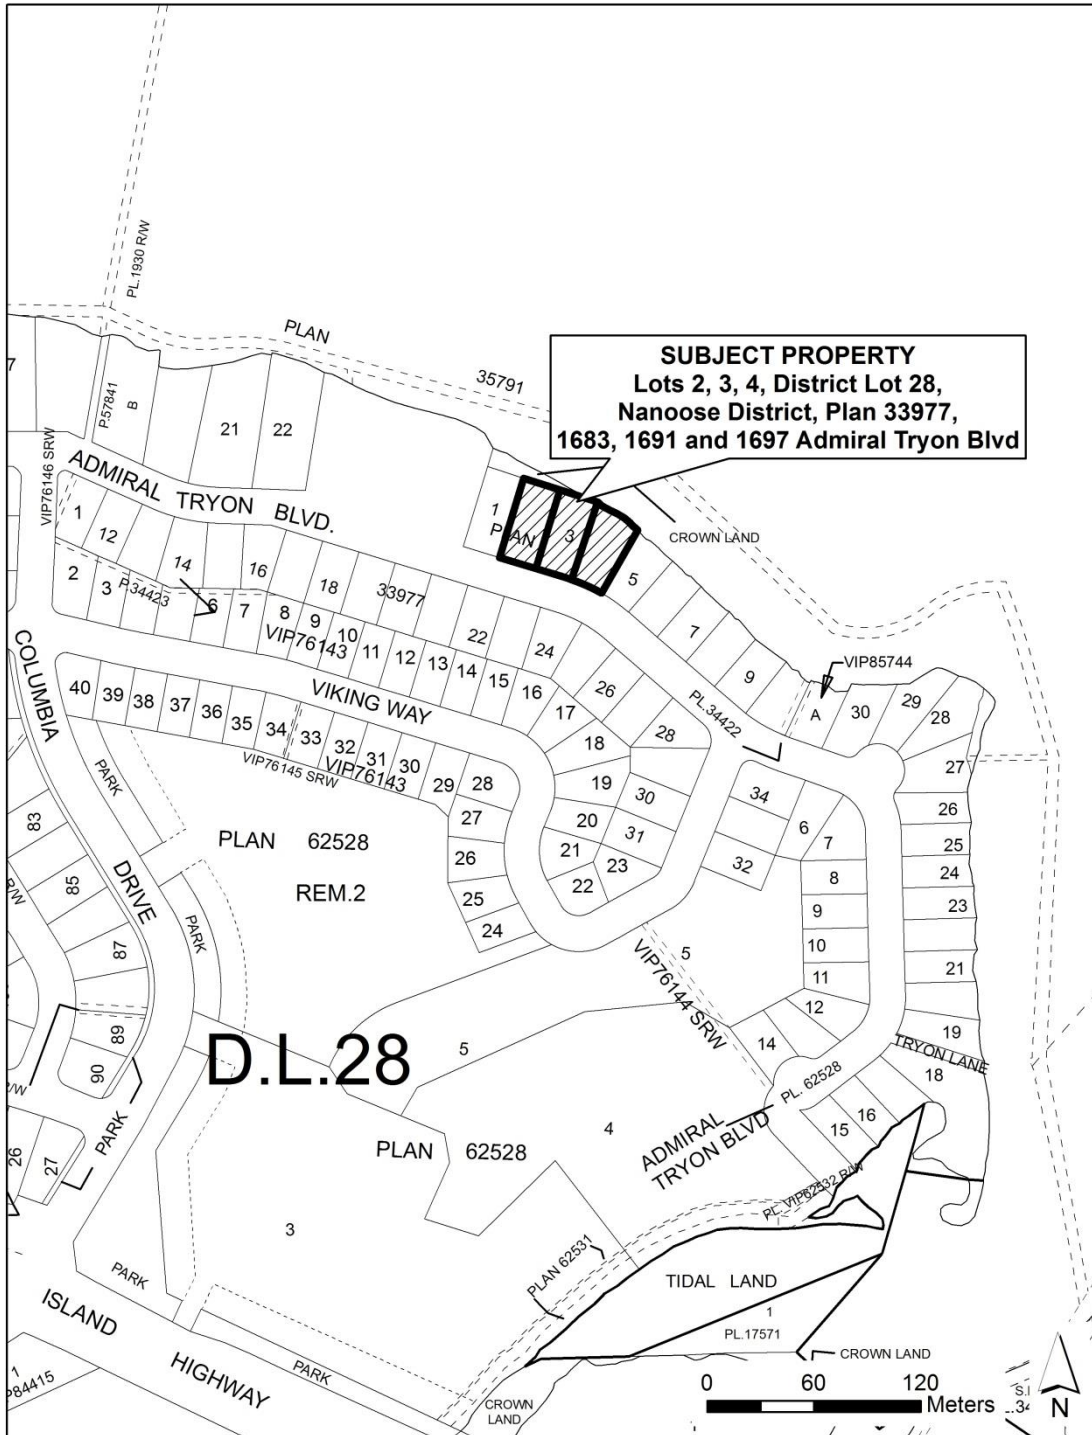 PL.1930 R/W
PLAN
35791
SUBJECT PROPERTY
Lots 2, 3, 4, District Lot 28,
Nanoose District, Plan 33977,
1683, 1691 and 1697 Admiral Tryon Blvd
7
P.57841
B
21
22
VIP76146 SRW
ADMIRAL TRYON BLVD.
1
PLAN
3
CROWN LAND
5
7
9
1
12
14
16
18
33977
22
24
26
28
2
3
P.34423
6
7
8
9
10
11
12
13
14
15
16
17
18
VIP76143
PL.34422
VIP85744
A
30
29
28
27
26
25
24
23
21
19
18
COLUMBIA
DRIVE
40
39
38
37
36
35
34
33
32
31
30
29
28
27
26
25
24
VIKING WAY
VIP76145 SRW
VIP76143
19
20
21
22
23
30
31
34
32
6
7
8
9
10
11
12
14
PARK
PLAN 62528
REM.2
83
85
87
89
90
R/W
PARK
PARK
26
27
D.L.28
5
5
VIP76144 SRW
TRYON LANE
PL. 62528
ADMIRAL
TRYON BLVD
15
16
4
PLAN 62528
3
PL. VIP62532 R/W
PLAN 62531
TIDAL LAND
1
PL.17571
CROWN LAND
PARK
ISLAND
HIGHWAY
PARK
1
P84415
CROWN
LAND
0 60 120
Meters
N